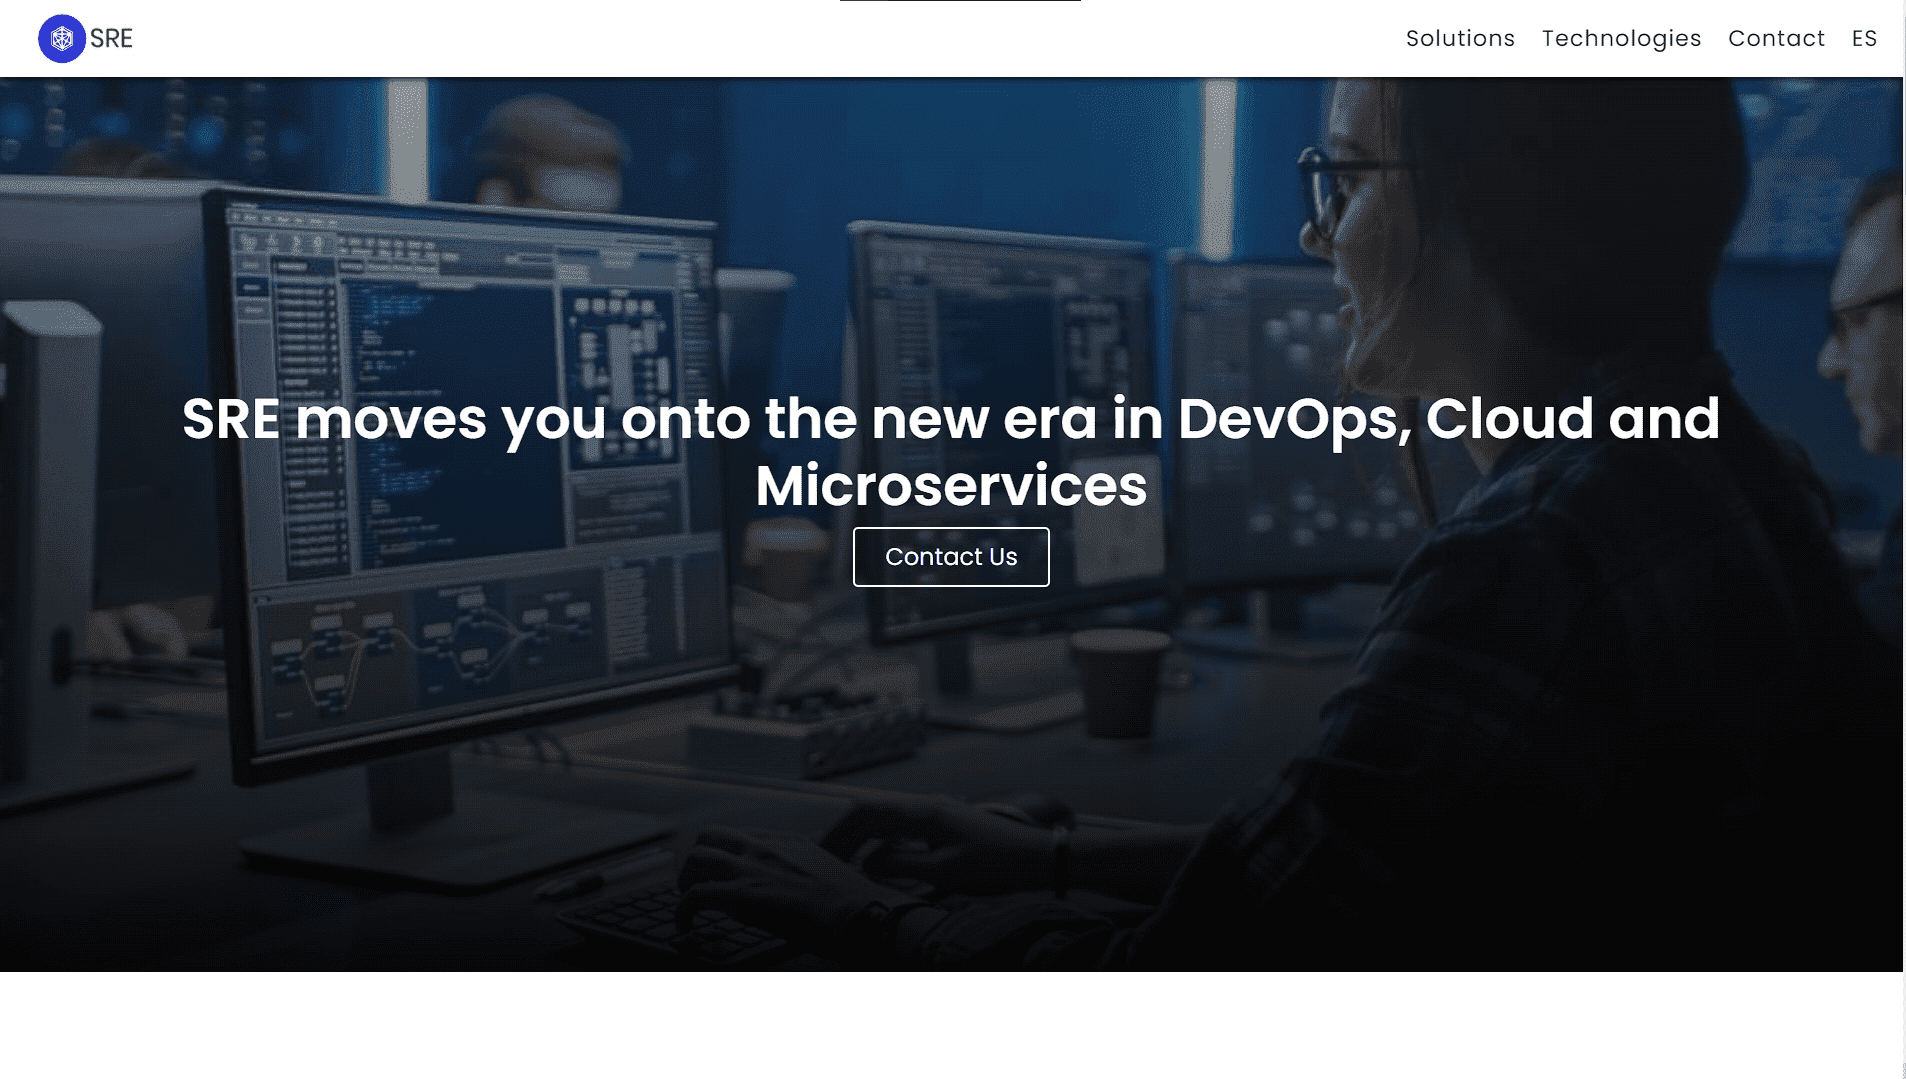 SRE
Solutions Technologies Contact ES
SRE moves you onto the new era in DevOps, Cloud and
Microservices
Contact Us